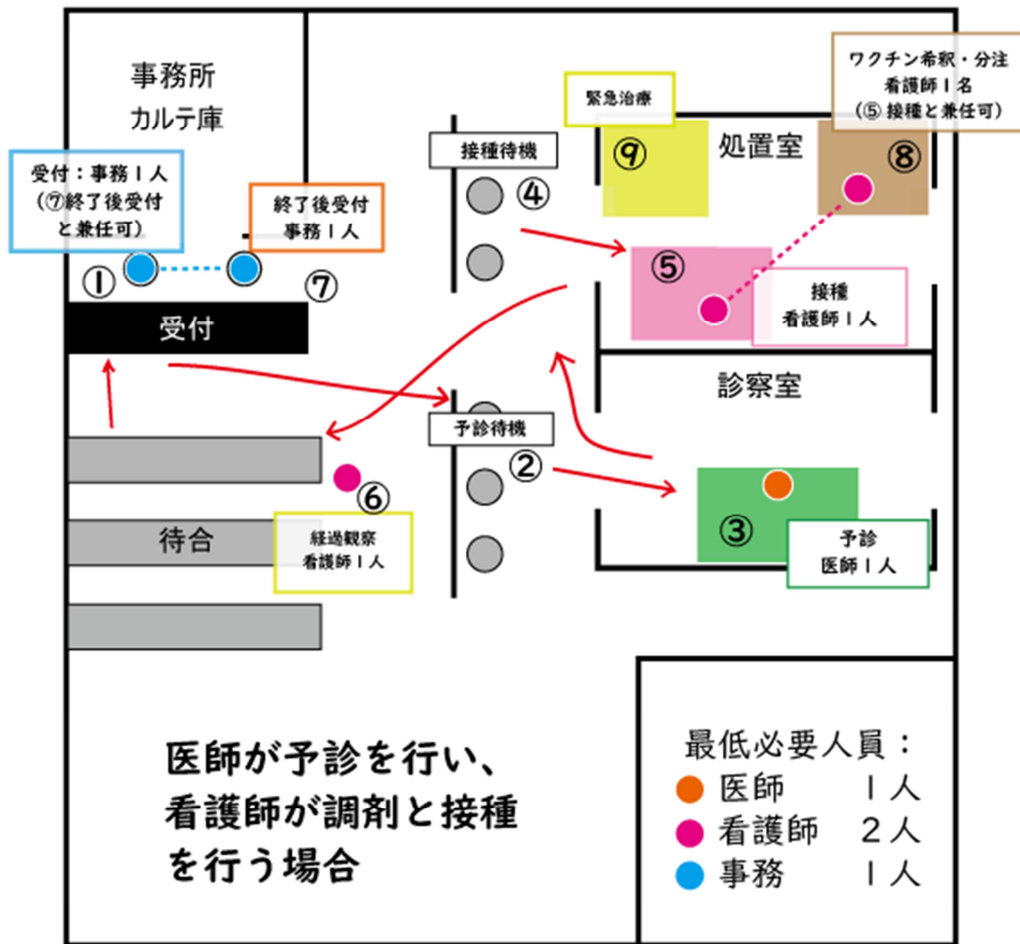 事務所
カルテ庫
受付：事務1人
（⑦終了後受付
と兼任可）
終了後受付
事務1人
①
⑦
受付
待合
⑥
経過観察
看護師1人
接種待機
④
予診待機
②
緊急治療
⑨
処置室
ワクチン希釈・分注
看護師1名
（⑤接種と兼任可）
⑧
⑤
接種
看護師1人
診察室
③
予診
医師1人
医師が予診を行い、
看護師が調剤と接種
を行う場合
最低必要人員：
医師 1人
看護師 2人
事務 1人